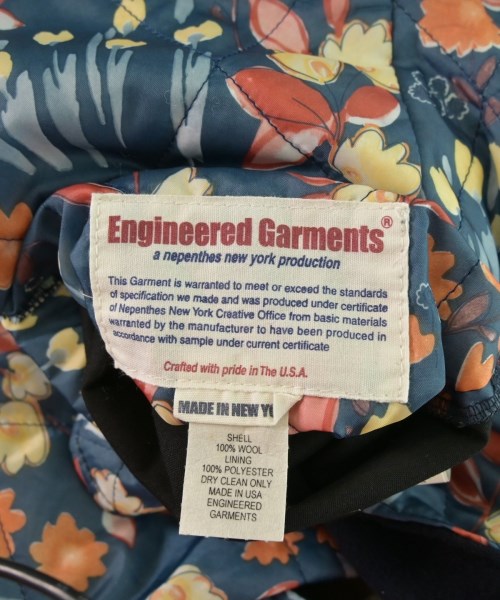 Engineered Garments®
a nepenthes new york production
This Garment is warranted to meet or exceed the standards
of specification we made and was produced under certificate
of Nepenthes New York Creative Office from basic materials
warranted by the manufacturer to have been produced in
accordance with sample under current certificate
Crafted with pride in The U.S.A.
MADE IN NEW YO
SHELL
100% WOOL
LINING
100% POLYESTER
DRY CLEAN ONLY
MADE IN USA
ENGINEERED
GARMENTS